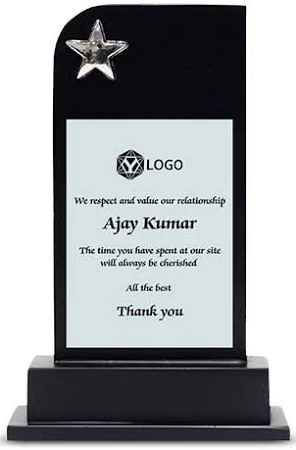 LOGO
We respect and value our relationship
Ajay Kumar
The time you have spent at our site
will always be cherished
All the best
Thank you